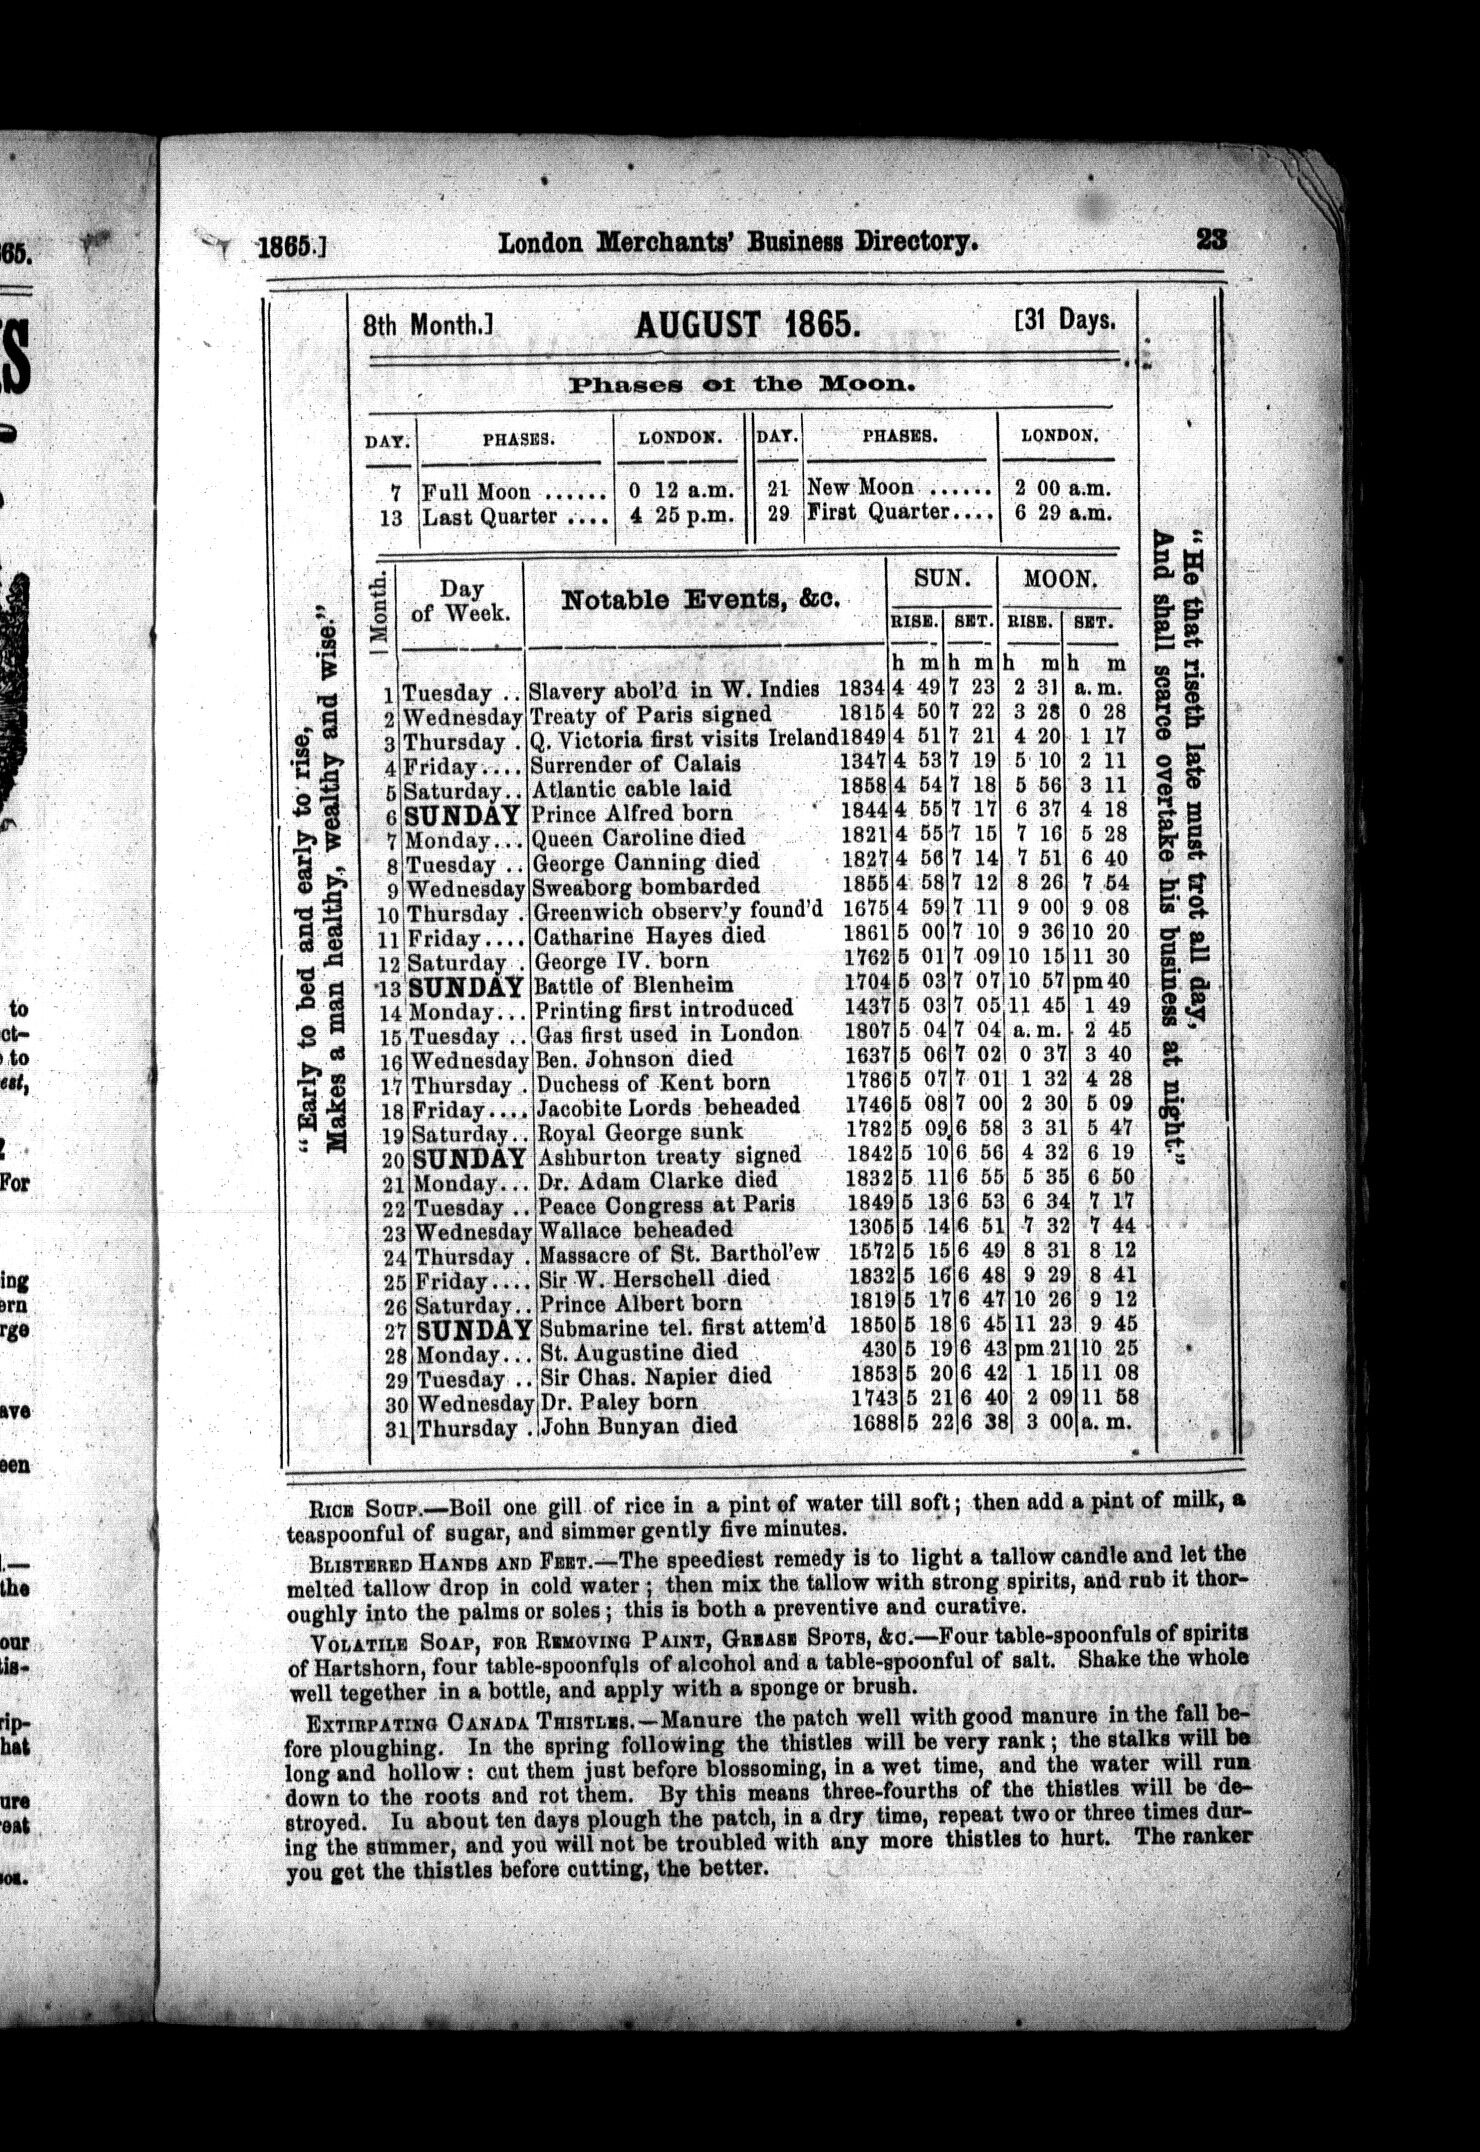 1865.] London Merchants' Business Directory. 23
8th Month.] AUGUST 1865. [31 Days.
Phases of the Moon.
DAY. PHASES. LONDON. DAY. PHASES. LONDON.
7 Full Moon ...... 0 12 a.m. 21 New Moon ...... 2 00 a.m.
13 Last Quarter .... 4 25 p.m. 29 First Quarter.... 6 29 a.m.
Month. Day of Week. Notable Events, &c. SUN. MOON.
RISE. SET. RISE. SET.
h m h m h m h m
1 Tuesday .. Slavery abol'd in W. Indies 1834 4 49 7 23 2 31 a. m.
2 Wednesday Treaty of Paris signed 1815 4 50 7 22 3 28 0 28
3 Thursday . Q. Victoria first visits Ireland 1849 4 51 7 21 4 20 1 17
4 Friday.... Surrender of Calais 1347 4 53 7 19 5 10 2 11
5 Saturday.. Atlantic cable laid 1858 4 54 7 18 5 56 3 11
6 SUNDAY Prince Alfred born 1844 4 55 7 17 6 37 4 18
7 Monday... Queen Caroline died 1821 4 55 7 15 7 16 5 28
8 Tuesday .. George Canning died 1827 4 56 7 14 7 51 6 40
9 Wednesday Sweaborg bombarded 1855 4 58 7 12 8 26 7 54
10 Thursday . Greenwich observ'y found'd 1675 4 59 7 11 9 00 9 08
11 Friday.... Catharine Hayes died 1861 5 00 7 10 9 36 10 20
12 Saturday . George IV. born 1762 5 01 7 09 10 15 11 30
13 SUNDAY Battle of Blenheim 1704 5 03 7 07 10 57 pm 40
14 Monday... Printing first introduced 1437 5 03 7 05 11 45 1 49
15 Tuesday .. Gas first used in London 1807 5 04 7 04 a. m. 2 45
16 Wednesday Ben. Johnson died 1637 5 06 7 02 0 37 3 40
17 Thursday . Duchess of Kent born 1786 5 07 7 01 1 32 4 28
18 Friday.... Jacobite Lords beheaded 1746 5 08 7 00 2 30 5 09
19 Saturday.. Royal George sunk 1782 5 09 6 58 3 31 5 47
20 SUNDAY Ashburton treaty signed 1842 5 10 6 56 4 32 6 19
21 Monday... Dr. Adam Clarke died 1832 5 11 6 55 5 35 6 50
22 Tuesday .. Peace Congress at Paris 1849 5 13 6 53 6 34 7 17
23 Wednesday Wallace beheaded 1305 5 14 6 51 7 32 7 44
24 Thursday . Massacre of St. Barthol'ew 1572 5 15 6 49 8 31 8 12
25 Friday.... Sir W. Herschell died 1832 5 16 6 48 9 29 8 41
26 Saturday.. Prince Albert born 1819 5 17 6 47 10 26 9 12
27 SUNDAY Submarine tel. first attem'd 1850 5 18 6 45 11 23 9 45
28 Monday... St. Augustine died 430 5 19 6 43 pm 21 10 25
29 Tuesday .. Sir Chas. Napier died 1853 5 20 6 42 1 15 11 08
30 Wednesday Dr. Paley born 1743 5 21 6 40 2 09 11 58
31 Thursday . John Bunyan died 1688 5 22 6 38 3 00 a. m.
"Early to bed and early to rise,
Makes a man healthy, wealthy and wise."
"He that riseth late must trot all day,
And shall scarce overtake his business at night."
RICE SOUP.—Boil one gill of rice in a pint of water till soft; then add a pint of milk, a
teaspoonful of sugar, and simmer gently five minutes.
BLISTERED HANDS AND FEET.—The speediest remedy is to light a tallow candle and let the
melted tallow drop in cold water; then mix the tallow with strong spirits, and rub it thor-
oughly into the palms or soles; this is both a preventive and curative.
VOLATILE SOAP, FOR REMOVING PAINT, GREASE SPOTS, &C.—Four table-spoonfuls of spirits
of Hartshorn, four table-spoonfuls of alcohol and a table-spoonful of salt. Shake the whole
well tegether in a bottle, and apply with a sponge or brush.
EXTIRPATING CANADA THISTLES.—Manure the patch well with good manure in the fall be-
fore ploughing. In the spring following the thistles will be very rank; the stalks will be
long and hollow: cut them just before blossoming, in a wet time, and the water will run
down to the roots and rot them. By this means three-fourths of the thistles will be de-
stroyed. Iu about ten days plough the patch, in a dry time, repeat two or three times dur-
ing the summer, and you will not be troubled with any more thistles to hurt. The ranker
you get the thistles before cutting, the better.